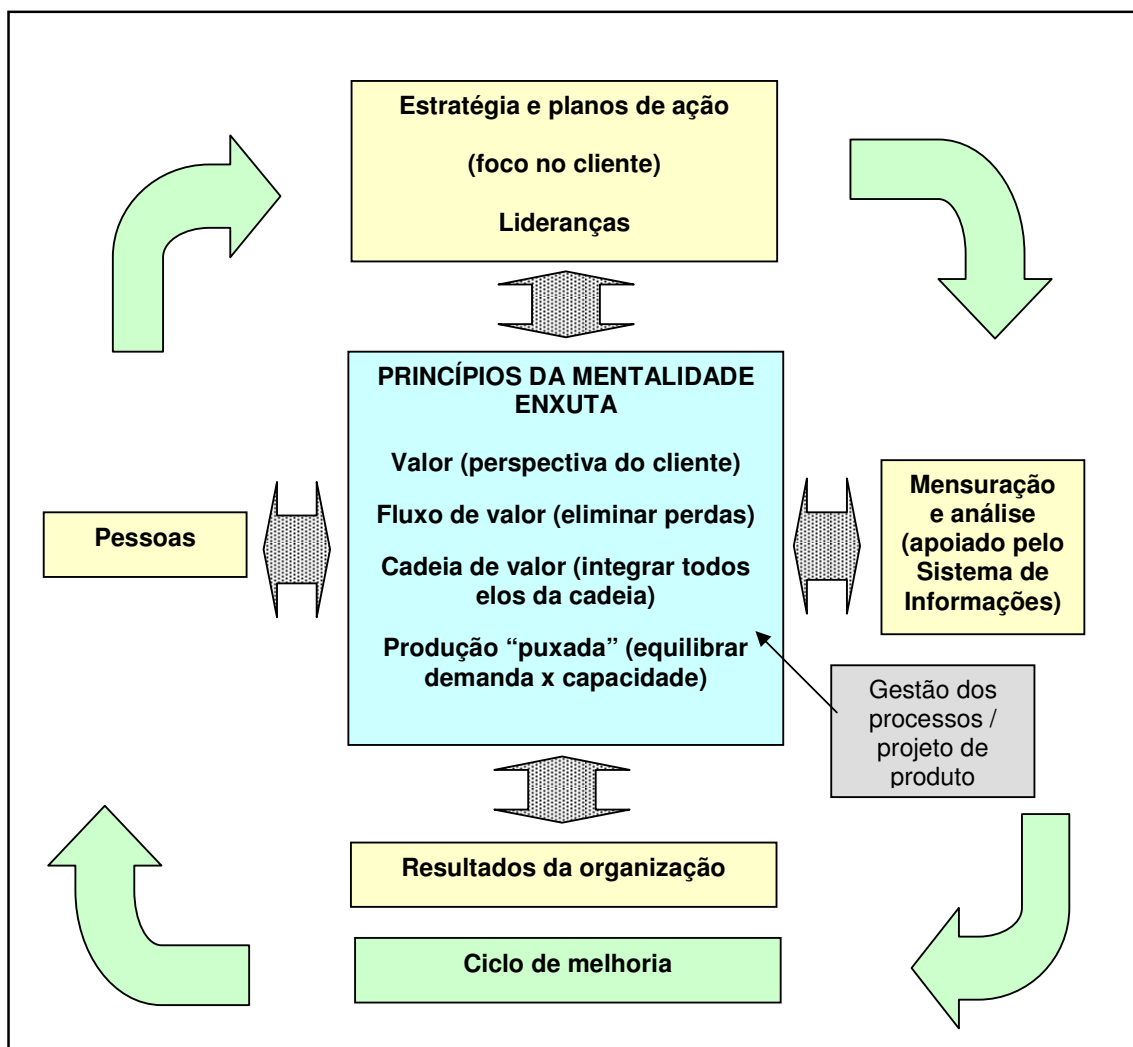 Estratégia e planos de ação
(foco no cliente)
Lideranças
PRINCÍPIOS DA MENTALIDADE
ENXUTA
Valor (perspectiva do cliente)
Fluxo de valor (eliminar perdas)
Cadeia de valor (integrar todos
elos da cadeia)
Produção “puxada” (equilibrar
demanda x capacidade)
Pessoas
Mensuração
e análise
(apoiado pelo
Sistema de
Informações)
Gestão dos
processos /
projeto de
produto
Resultados da organização
Ciclo de melhoria